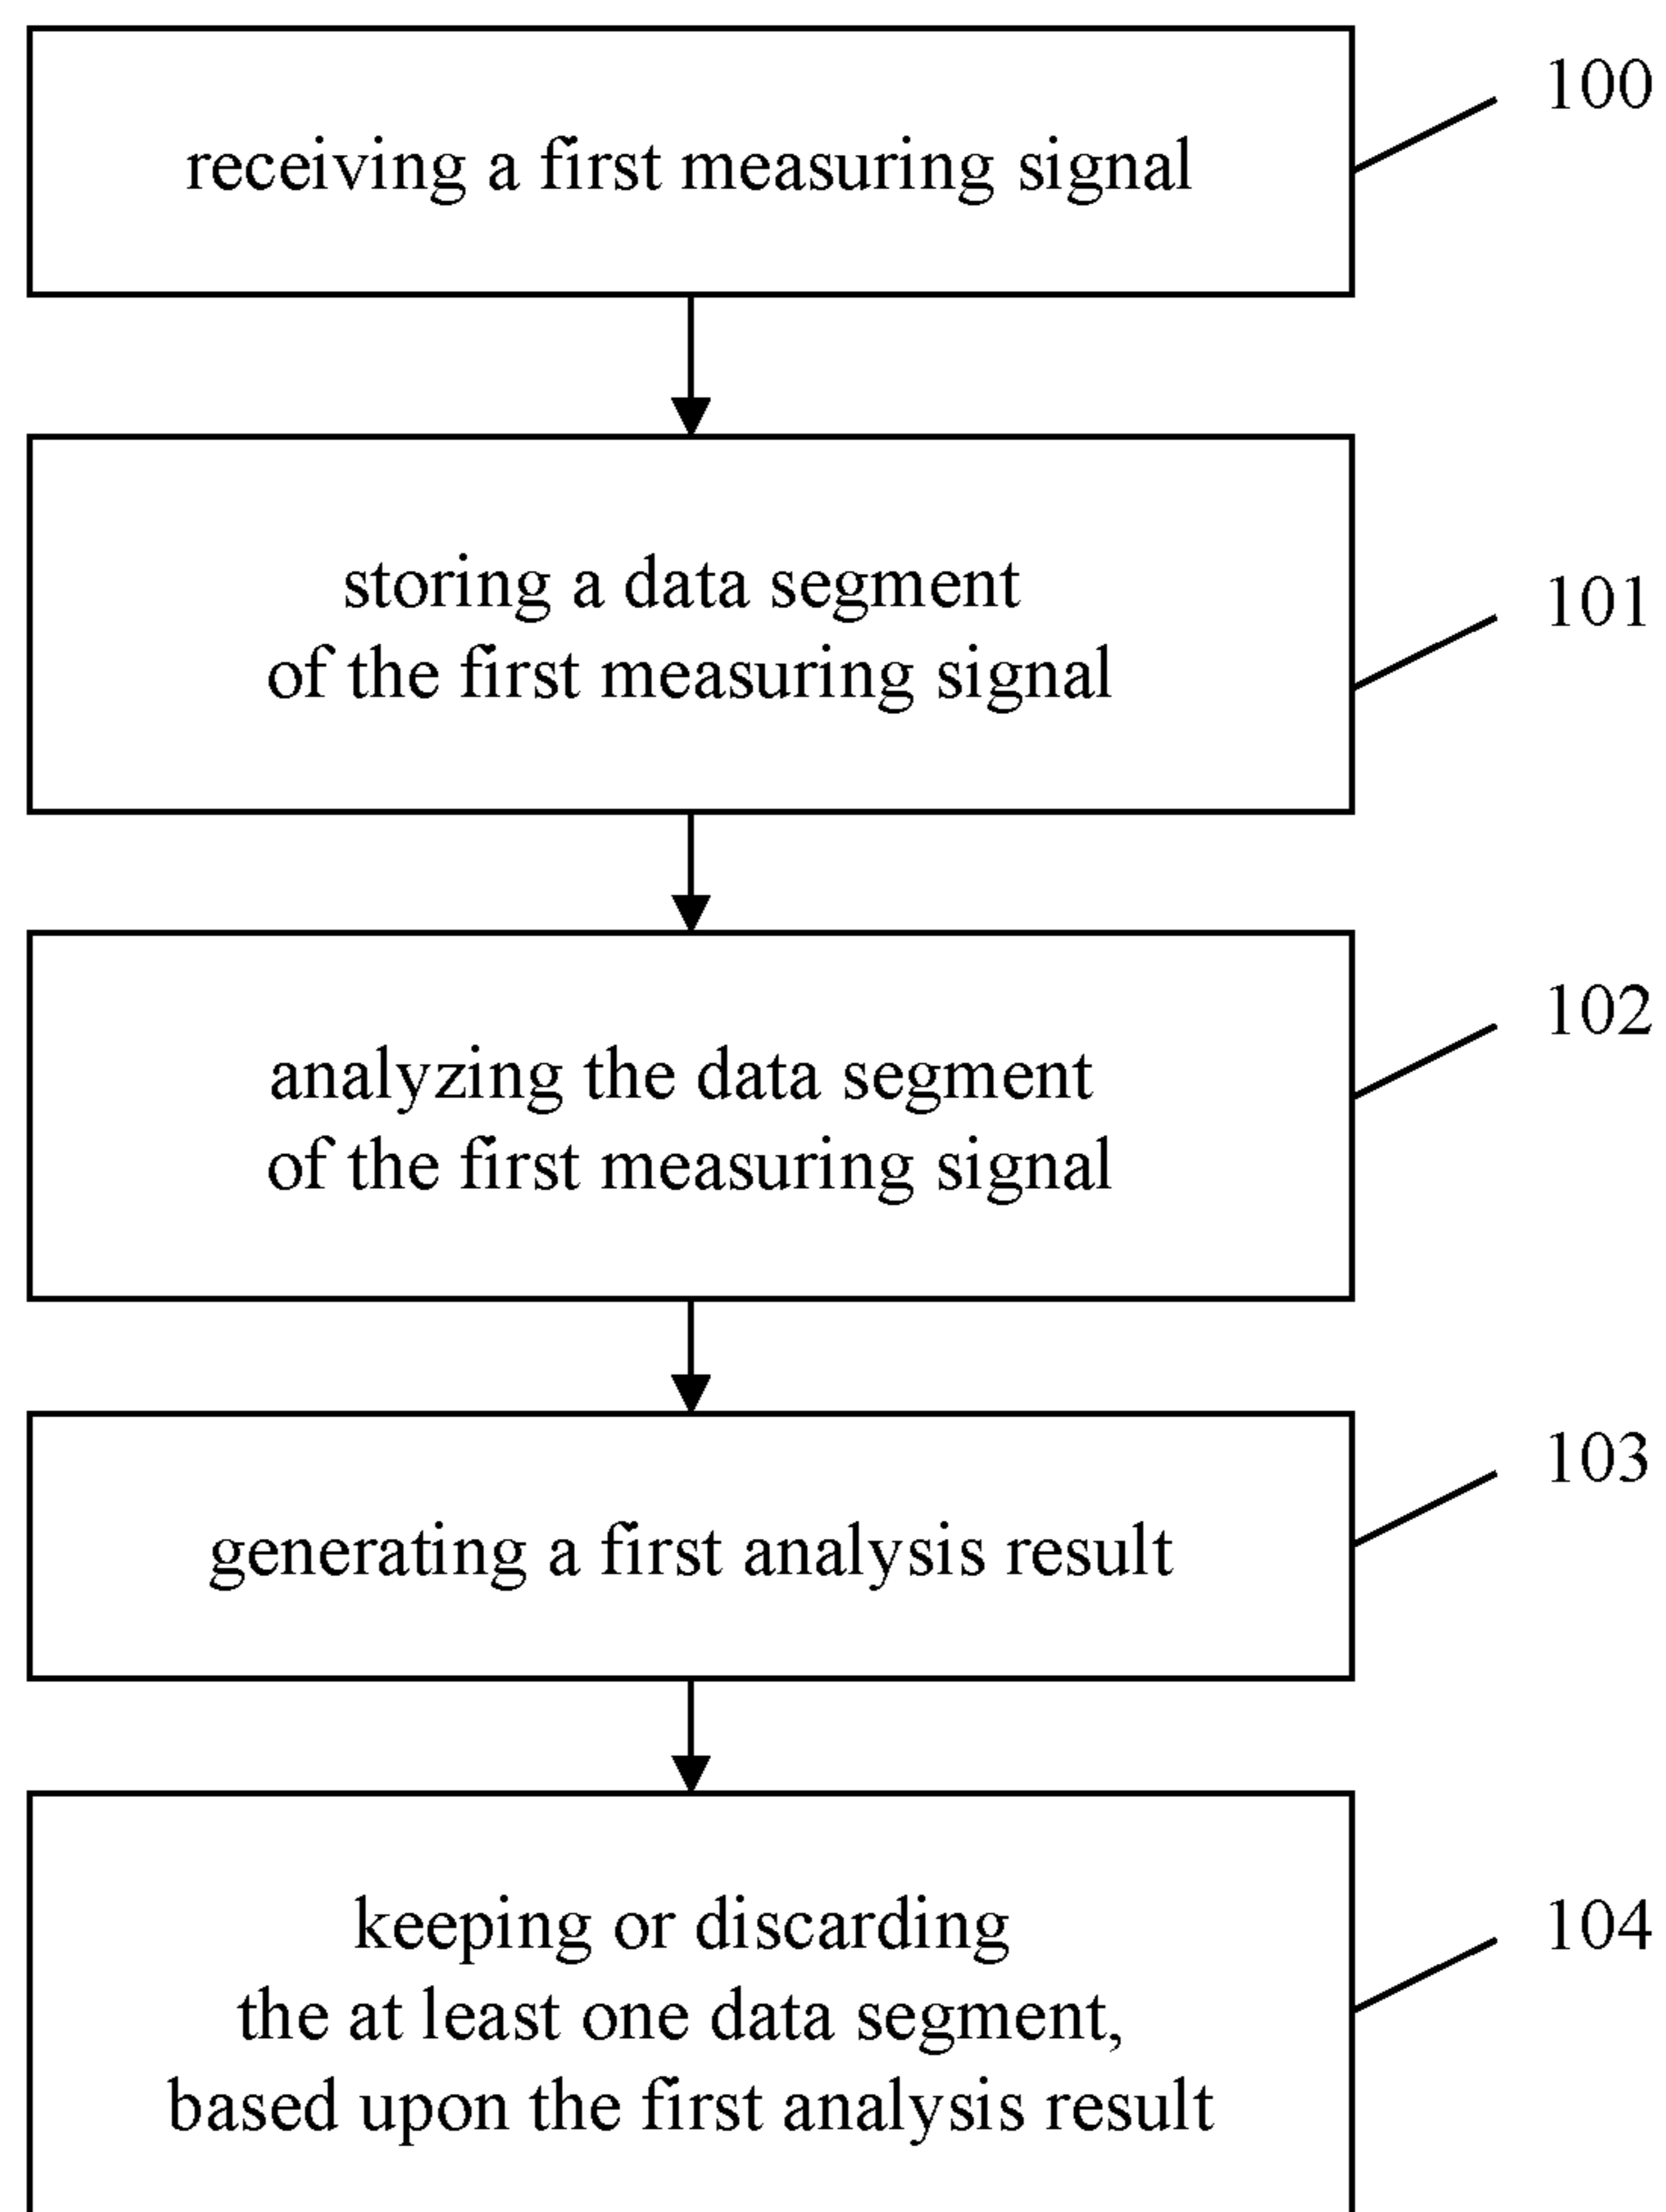 100
receiving a first measuring signal
101
storing a data segment
of the first measuring signal
102
analyzing the data segment
of the first measuring signal
103
generating a first analysis result
104
keeping or discarding
the at least one data segment,
based upon the first analysis result